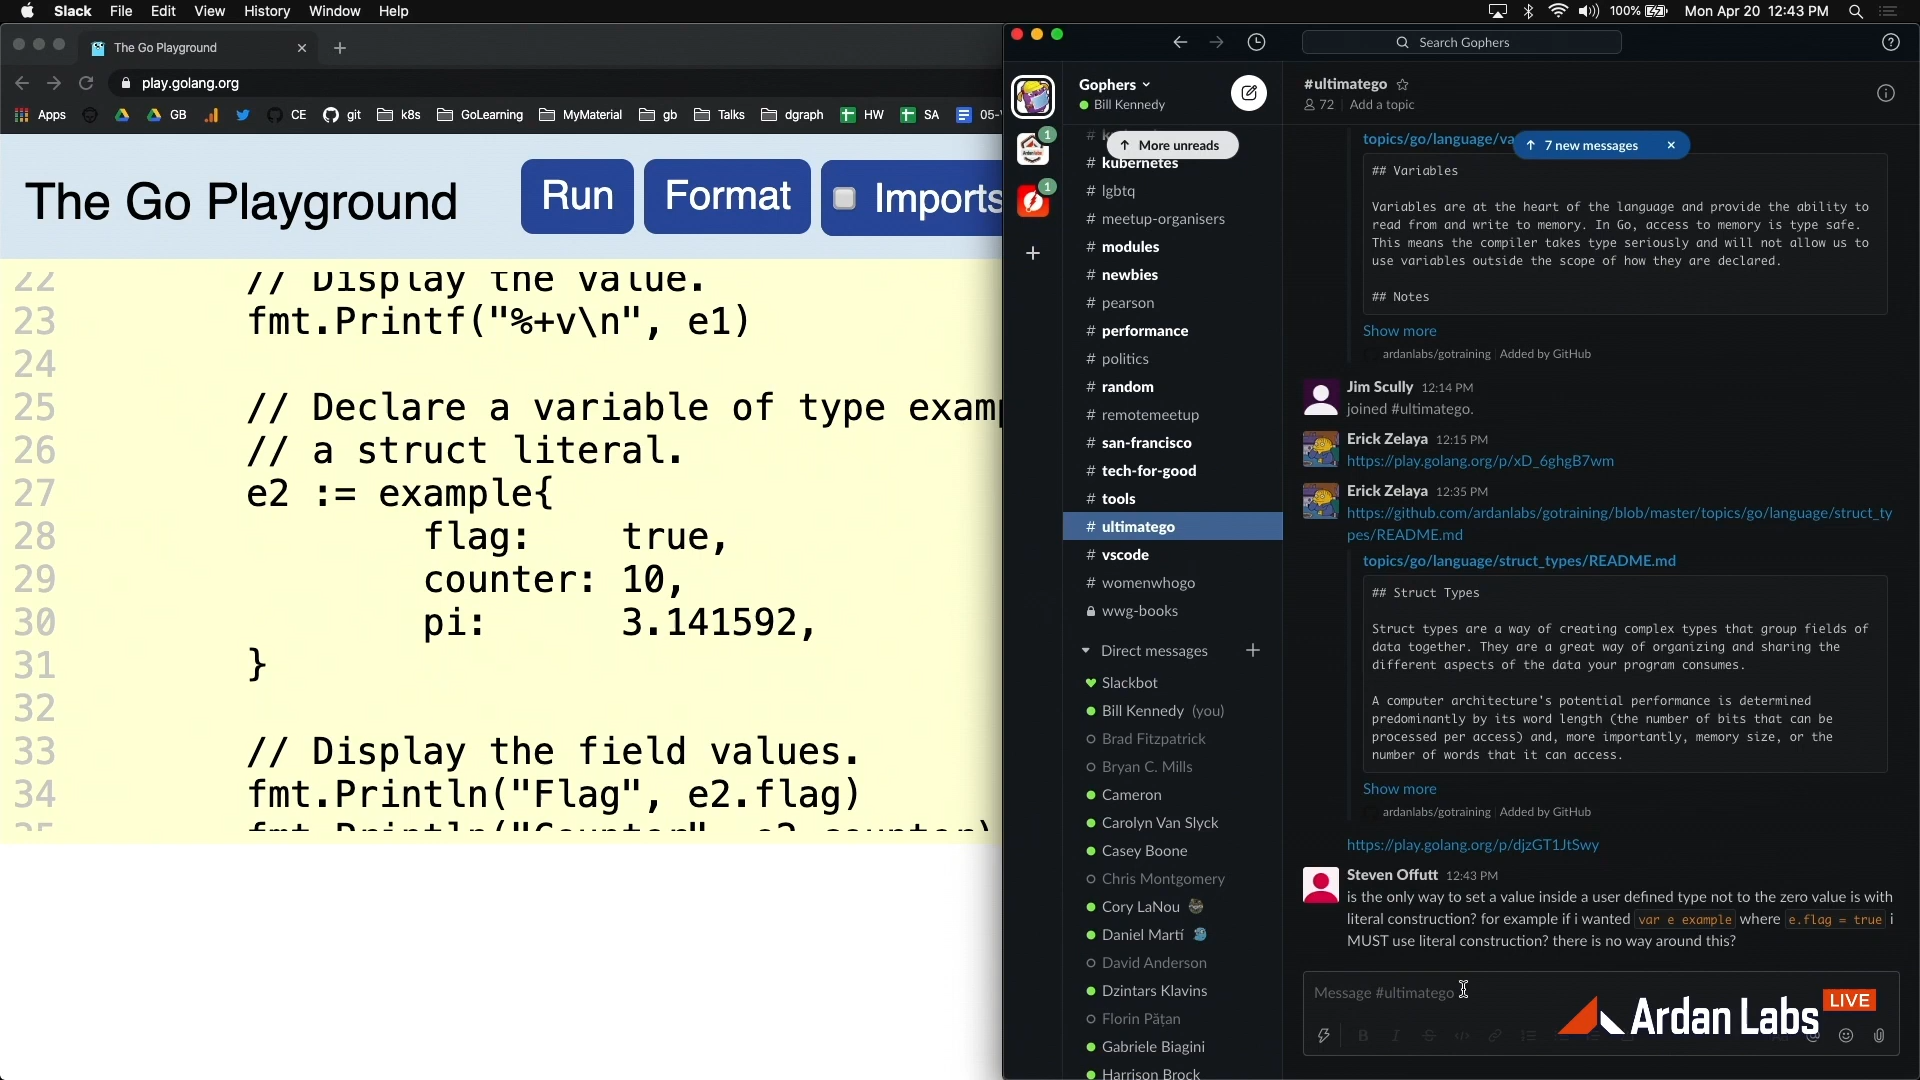 Slack File Edit View History Window Help
100% Mon Apr 20 12:43 PM
The Go Playground
play.golang.org
Apps GB CE git k8s GoLearning MyMaterial gb Talks dgraph HW SA 05-
The Go Playground Run Format Imports
22 // Display the value.
23 fmt.Printf("%+v\n", e1)
24
25 // Declare a variable of type exam
26 // a struct literal.
27 e2 := example{
28 flag: true,
29 counter: 10,
30 pi: 3.141592,
31 }
32
33 // Display the field values.
34 fmt.Println("Flag", e2.flag)
35 fmt.Println("Counter", e2.counter)
Search Gophers
Gophers
Bill Kennedy
1
1
More unreads
# kubernetes
# lgbtq
# meetup-organisers
# modules
# newbies
# pearson
# performance
# politics
# random
# remotemeetup
# san-francisco
# tech-for-good
# tools
# ultimatego
# vscode
# womenwhogo
wwg-books
Direct messages
Slackbot
Bill Kennedy (you)
Brad Fitzpatrick
Bryan C. Mills
Cameron
Carolyn Van Slyck
Casey Boone
Chris Montgomery
Cory LaNou
Daniel Martí
David Anderson
Dzintars Klavins
Florin Pățan
Gabriele Biagini
Harrison Brock
#ultimatego
72 | Add a topic
topics/go/language/va
7 new messages
## Variables
Variables are at the heart of the language and provide the ability to
read from and write to memory. In Go, access to memory is type safe.
This means the compiler takes type seriously and will not allow us to
use variables outside the scope of how they are declared.
## Notes
Show more
ardanlabs/gotraining | Added by GitHub
Jim Scully 12:14 PM
joined #ultimatego.
Erick Zelaya 12:15 PM
https://play.golang.org/p/xD_6ghgB7wm
Erick Zelaya 12:35 PM
https://github.com/ardanlabs/gotraining/blob/master/topics/go/language/struct_ty
pes/README.md
topics/go/language/struct_types/README.md
## Struct Types
Struct types are a way of creating complex types that group fields of
data together. They are a great way of organizing and sharing the
different aspects of the data your program consumes.
A computer architecture's potential performance is determined
predominantly by its word length (the number of bits that can be
processed per access) and, more importantly, memory size, or the
number of words that it can access.
Show more
ardanlabs/gotraining | Added by GitHub
https://play.golang.org/p/djzGT1JtSwy
Steven Offutt 12:43 PM
is the only way to set a value inside a user defined type not to the zero value is with
literal construction? for example if i wanted var e example where e.flag = true i
MUST use literal construction? there is no way around this?
Message #ultimatego
Ardan Labs LIVE